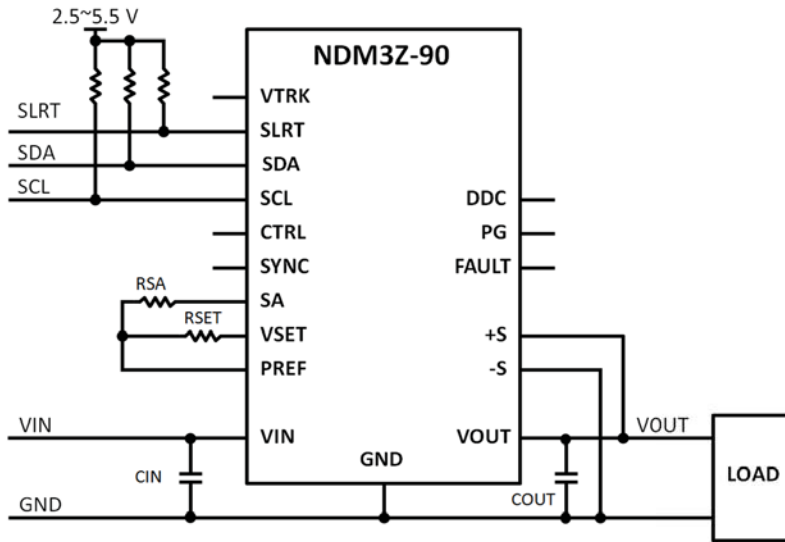 2.5~5.5 V
NDM3Z-90
VTRK
SLRT
SLRT
SDA
SDA
SCL
SCL
DDC
CTRL
PG
SYNC
FAULT
RSA
SA
RSET
VSET
+S
PREF
-S
VIN
VIN
VOUT
VOUT
GND
LOAD
CIN
COUT
GND